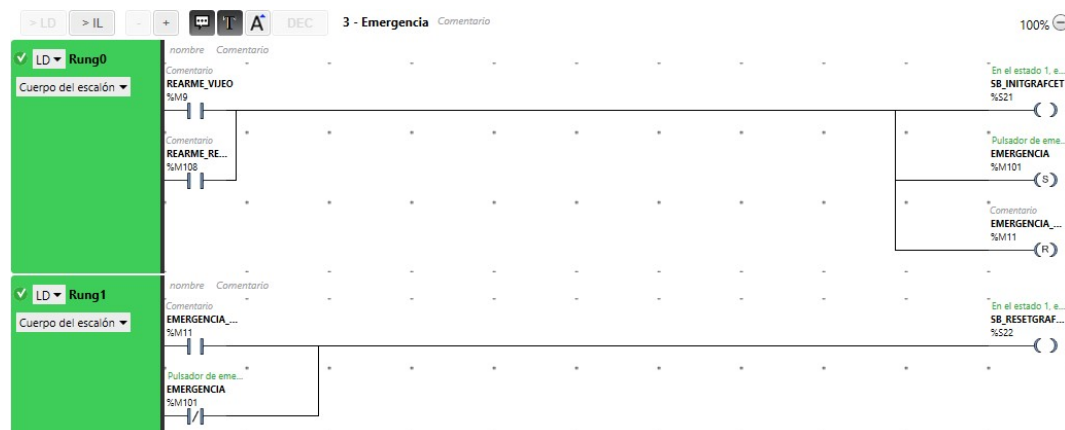 > LD > IL - + T A DEC 3 - Emergencia Comentario 100%
LD Rung0
Cuerpo del escalón
nombre Comentario
Comentario
REARME_VIJEO
%M9
En el estado 1, e...
SB_INITGRAFCET
%S21
Comentario
REARME_RE...
%M108
Pulsador de eme...
EMERGENCIA
%M101
S
Comentario
EMERGENCIA_...
%M11
R
LD Rung1
Cuerpo del escalón
nombre Comentario
Comentario
EMERGENCIA_...
%M11
En el estado 1, e...
SB_RESETGRAF...
%S22
Pulsador de eme...
EMERGENCIA
%M101